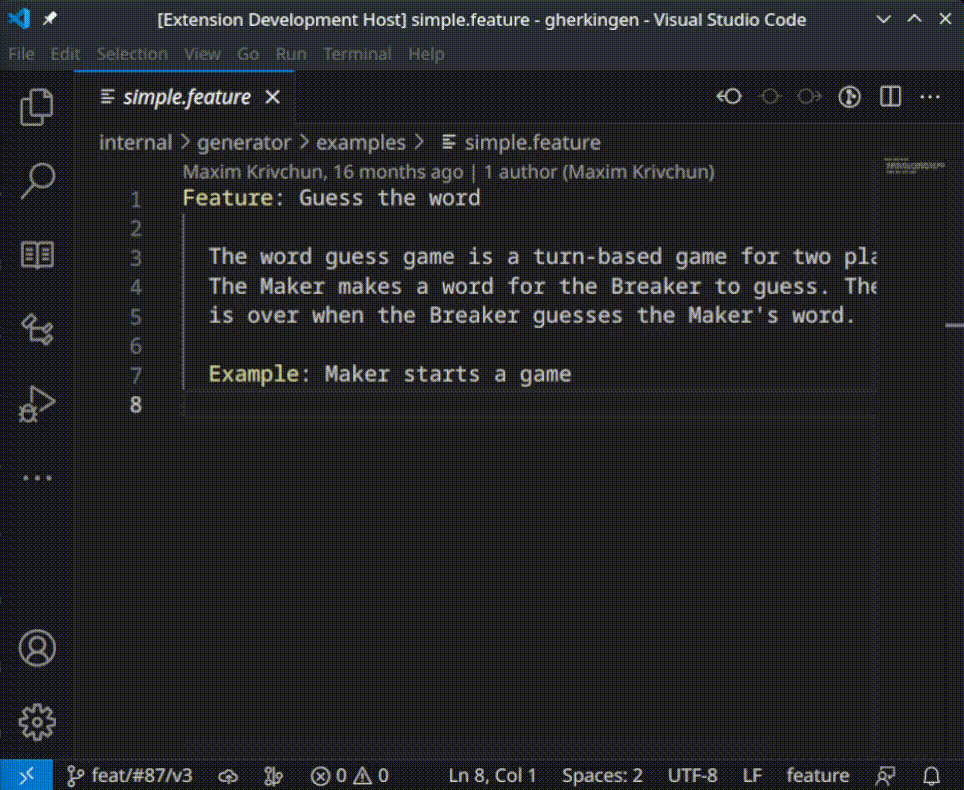 [Extension Development Host] simple.feature - gherkingen - Visual Studio Code
File Edit Selection View Go Run Terminal Help
simple.feature
internal > generator > examples > simple.feature
Maxim Krivchun, 16 months ago | 1 author (Maxim Krivchun)
1 Feature: Guess the word
2
3 The word guess game is a turn-based game for two pla
4 The Maker makes a word for the Breaker to guess. The
5 is over when the Breaker guesses the Maker's word.
6
7 Example: Maker starts a game
8
feat/#87/v3 0 0 Ln 8, Col 1 Spaces: 2 UTF-8 LF feature